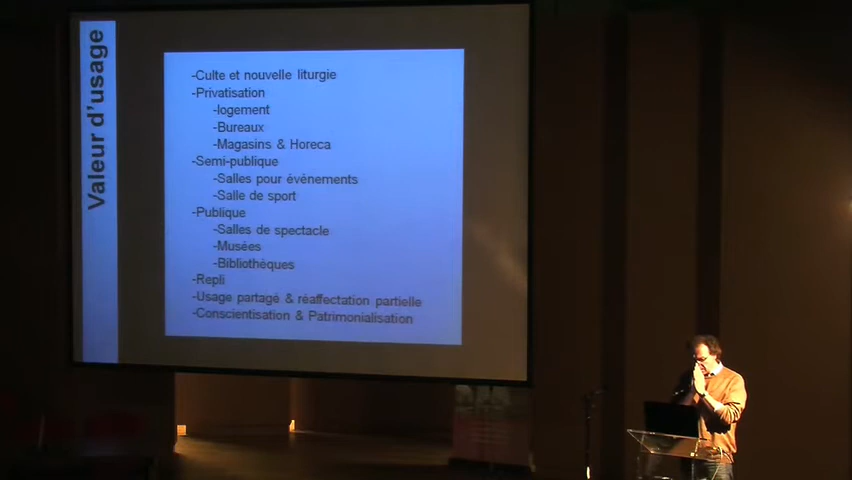 Valeur d'usage
-Culte et nouvelle liturgie
-Privatisation
-logement
-Bureaux
-Magasins & Horeca
-Semi-publique
-Salles pour événements
-Salle de sport
-Publique
-Salles de spectacle
-Musées
-Bibliothèques
-Repli
-Usage partagé & réaffectation partielle
-Conscientisation & Patrimonialisation